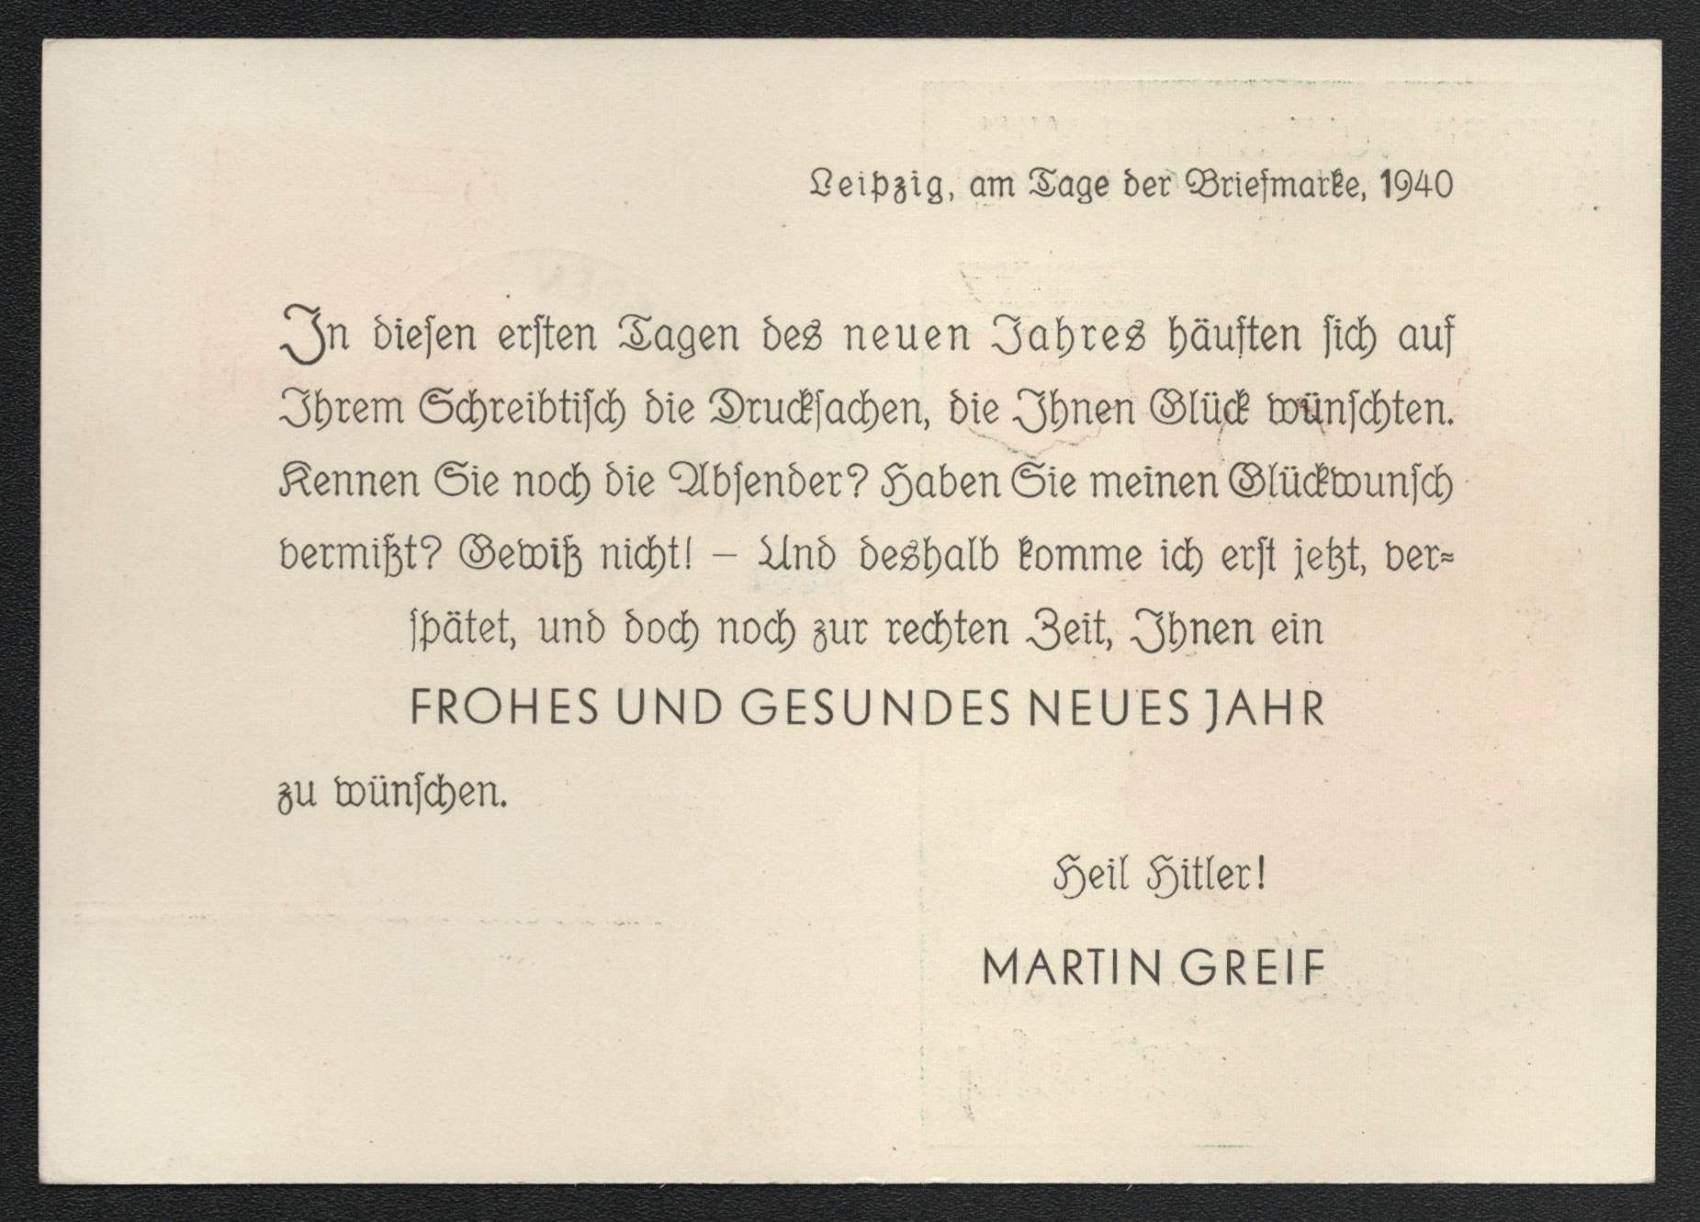 Leipzig, am Tage der Briefmarke, 1940
In diesen ersten Tagen des neuen Jahres häuften sich auf
Ihrem Schreibtisch die Drucksachen, die Ihnen Glück wünschten.
Kennen Sie noch die Absender? Haben Sie meinen Glückwunsch
vermißt? Gewiß nicht! – Und deshalb komme ich erst jetzt, ver=
spätet, und doch noch zur rechten Zeit, Ihnen ein
FROHES UND GESUNDES NEUES JAHR
zu wünschen.
Heil Hitler!
MARTIN GREIF